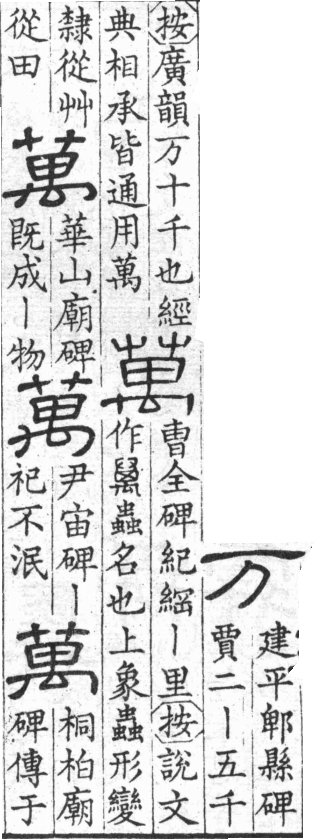 万
建平郫縣碑
賈二丨五千
按廣韻万十千也經
典相承皆通用萬
萬
曹全碑紀綱丨里按說文
作蟲名也上象蟲形變
隸從艸
從田
萬
華山廟碑
既成丨物
萬
尹宙碑丨
祀不泯
萬
桐柏廟
碑傳于